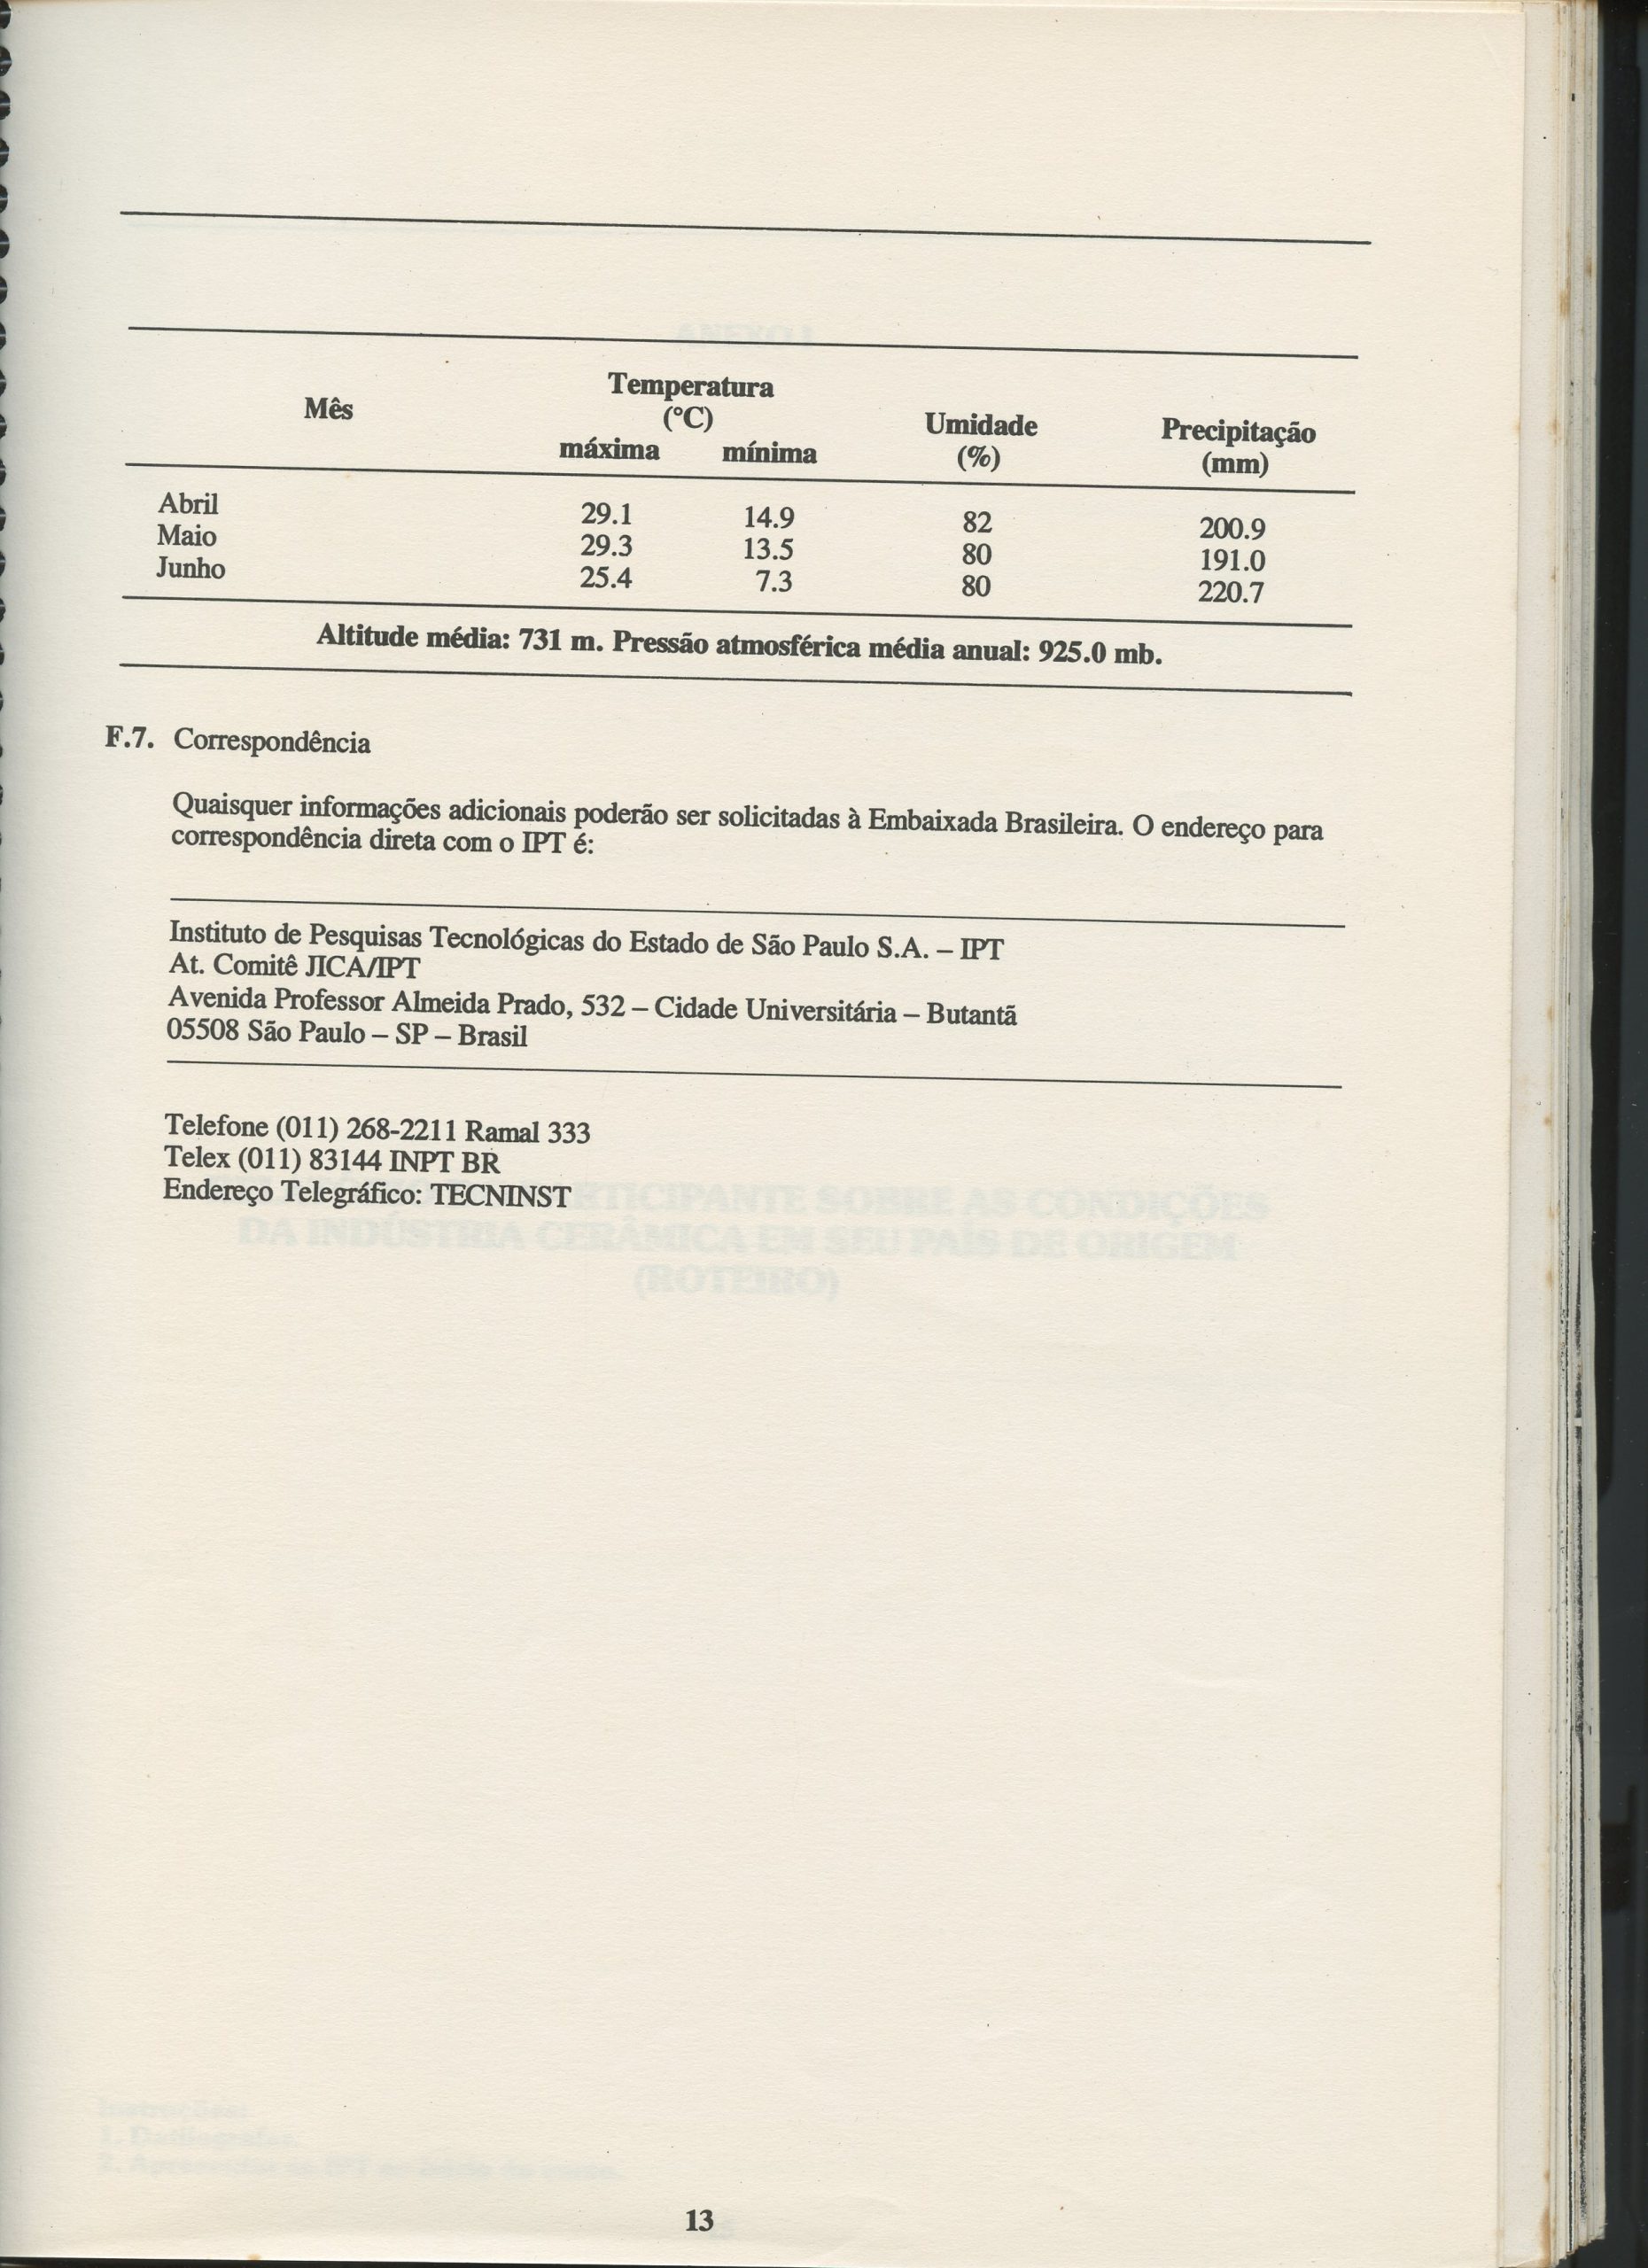 Mês Temperatura (°C) Umidade (%) Precipitação (mm)
máxima mínima
Abril 29.1 14.9 82 200.9
Maio 29.3 13.5 80 191.0
Junho 25.4 7.3 80 220.7
Altitude média: 731 m. Pressão atmosférica média anual: 925.0 mb.
F.7. Correspondência
Quaisquer informações adicionais poderão ser solicitadas à Embaixada Brasileira. O endereço para
correspondência direta com o IPT é:
Instituto de Pesquisas Tecnológicas do Estado de São Paulo S.A. – IPT
At. Comitê JICA/IPT
Avenida Professor Almeida Prado, 532 – Cidade Universitária – Butantã
05508 São Paulo – SP – Brasil
Telefone (011) 268-2211 Ramal 333
Telex (011) 83144 INPT BR
Endereço Telegráfico: TECNINST
13